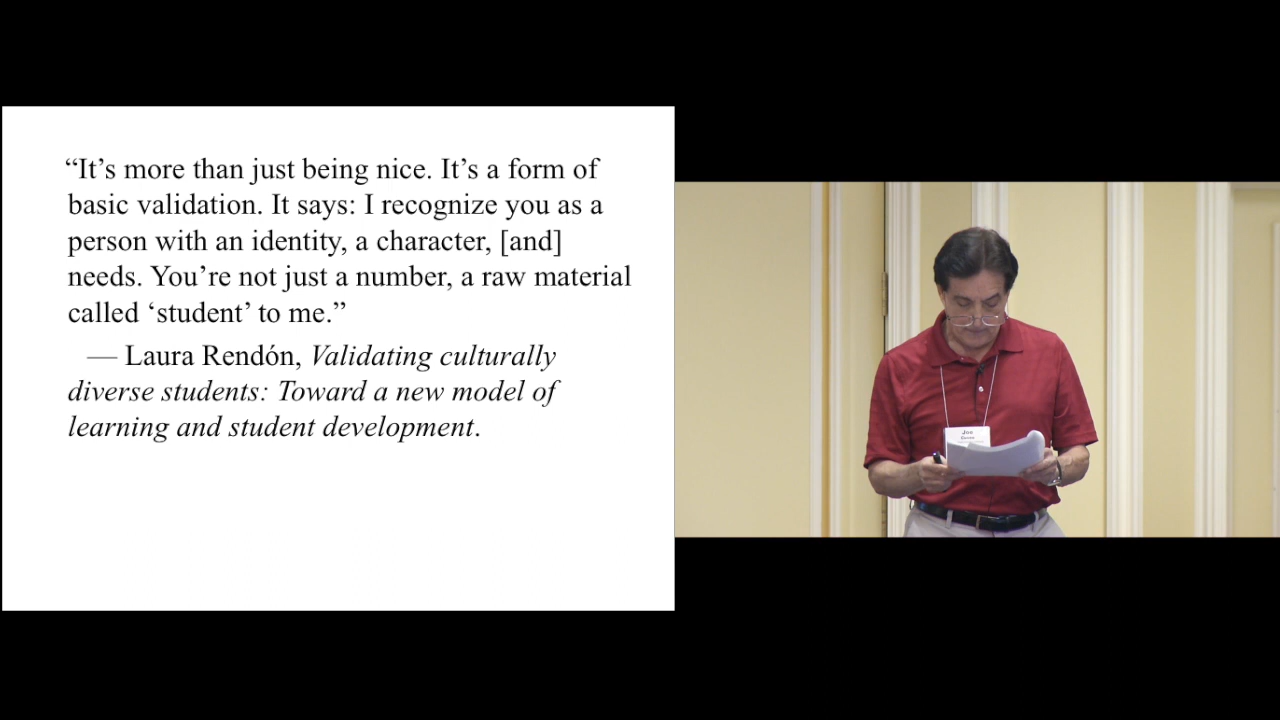 “It’s more than just being nice. It’s a form of
basic validation. It says: I recognize you as a
person with an identity, a character, [and]
needs. You’re not just a number, a raw material
called ‘student’ to me.”
— Laura Rendón, Validating culturally
diverse students: Toward a new model of
learning and student development.
Joe